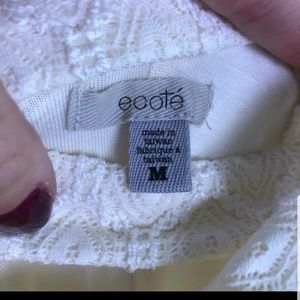 ecoté
made in
taiwan
fabriqué à
taiwan
M